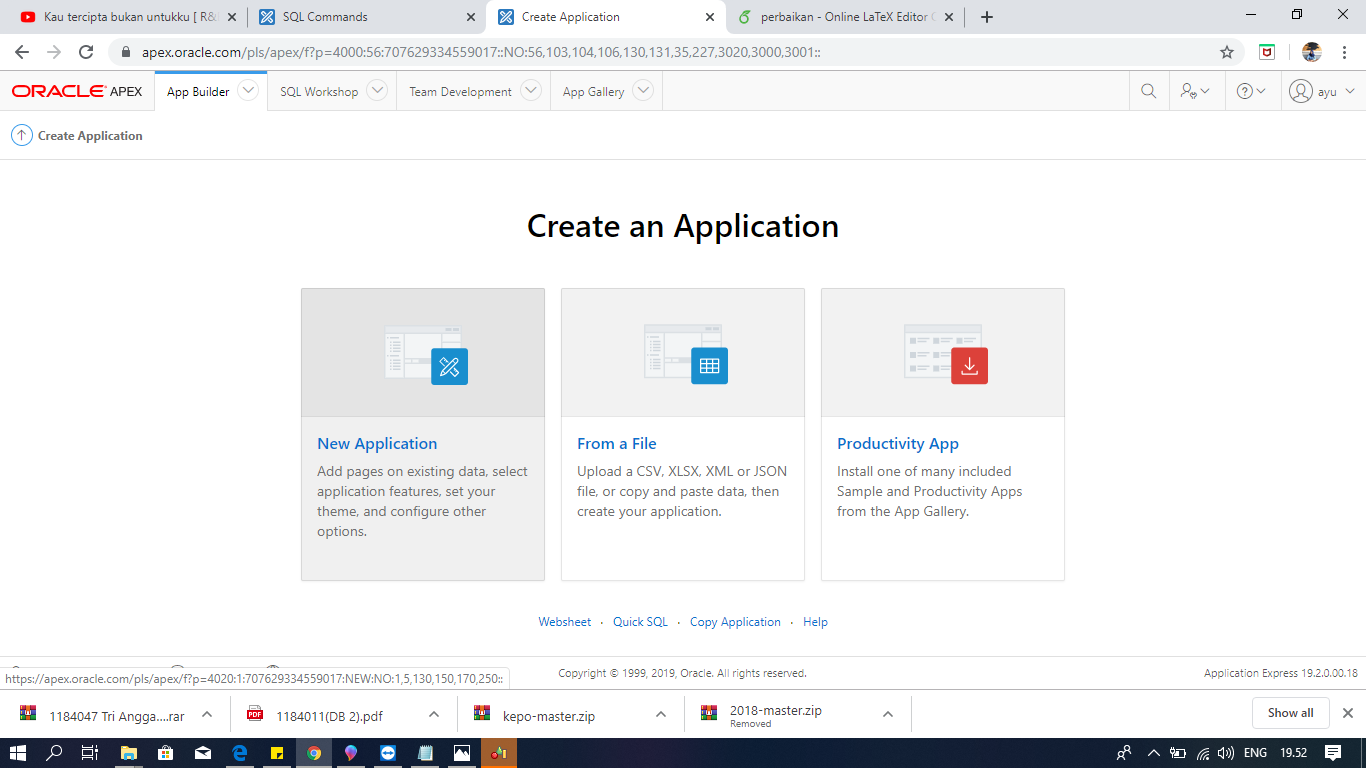 Kau tercipta bukan untukku [ R&
SQL Commands
Create Application
perbaikan - Online LaTeX Editor
apex.oracle.com/pls/apex/f?p=4000:56:707629334559017::NO:56,103,104,106,130,131,35,227,3020,3000,3001::
ORACLE APEX
App Builder
SQL Workshop
Team Development
App Gallery
ayu
Create Application
Create an Application
New Application
Add pages on existing data, select
application features, set your
theme, and configure other
options.
From a File
Upload a CSV, XLSX, XML or JSON
file, or copy and paste data, then
create your application.
Productivity App
Install one of many included
Sample and Productivity Apps
from the App Gallery.
Websheet · Quick SQL · Copy Application · Help
Copyright © 1999, 2019, Oracle. All rights reserved.
Application Express 19.2.0.00.18
https://apex.oracle.com/pls/apex/f?p=4020:1:707629334559017:NEW:NO:1,5,130,150,170,250::
1184047 Tri Angga....rar
1184011(DB 2).pdf
kepo-master.zip
2018-master.zip
Removed
Show all
ENG
19.52